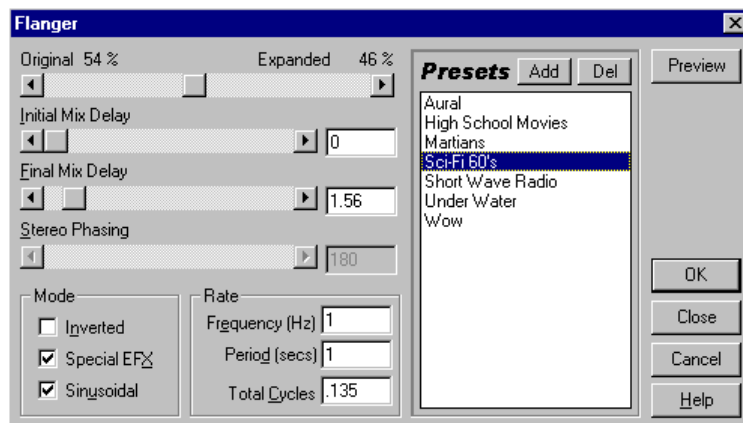 Flanger
Original 54 % Expanded 46 %
Initial Mix Delay
0
Final Mix Delay
1.56
Stereo Phasing
180
Mode
Inverted
Special EFX
Sinusoidal
Rate
Frequency (Hz) 1
Period (secs) 1
Total Cycles .135
Presets Add Del
Aural
High School Movies
Martians
Sci-Fi 60's
Short Wave Radio
Under Water
Wow
Preview
OK
Close
Cancel
Help